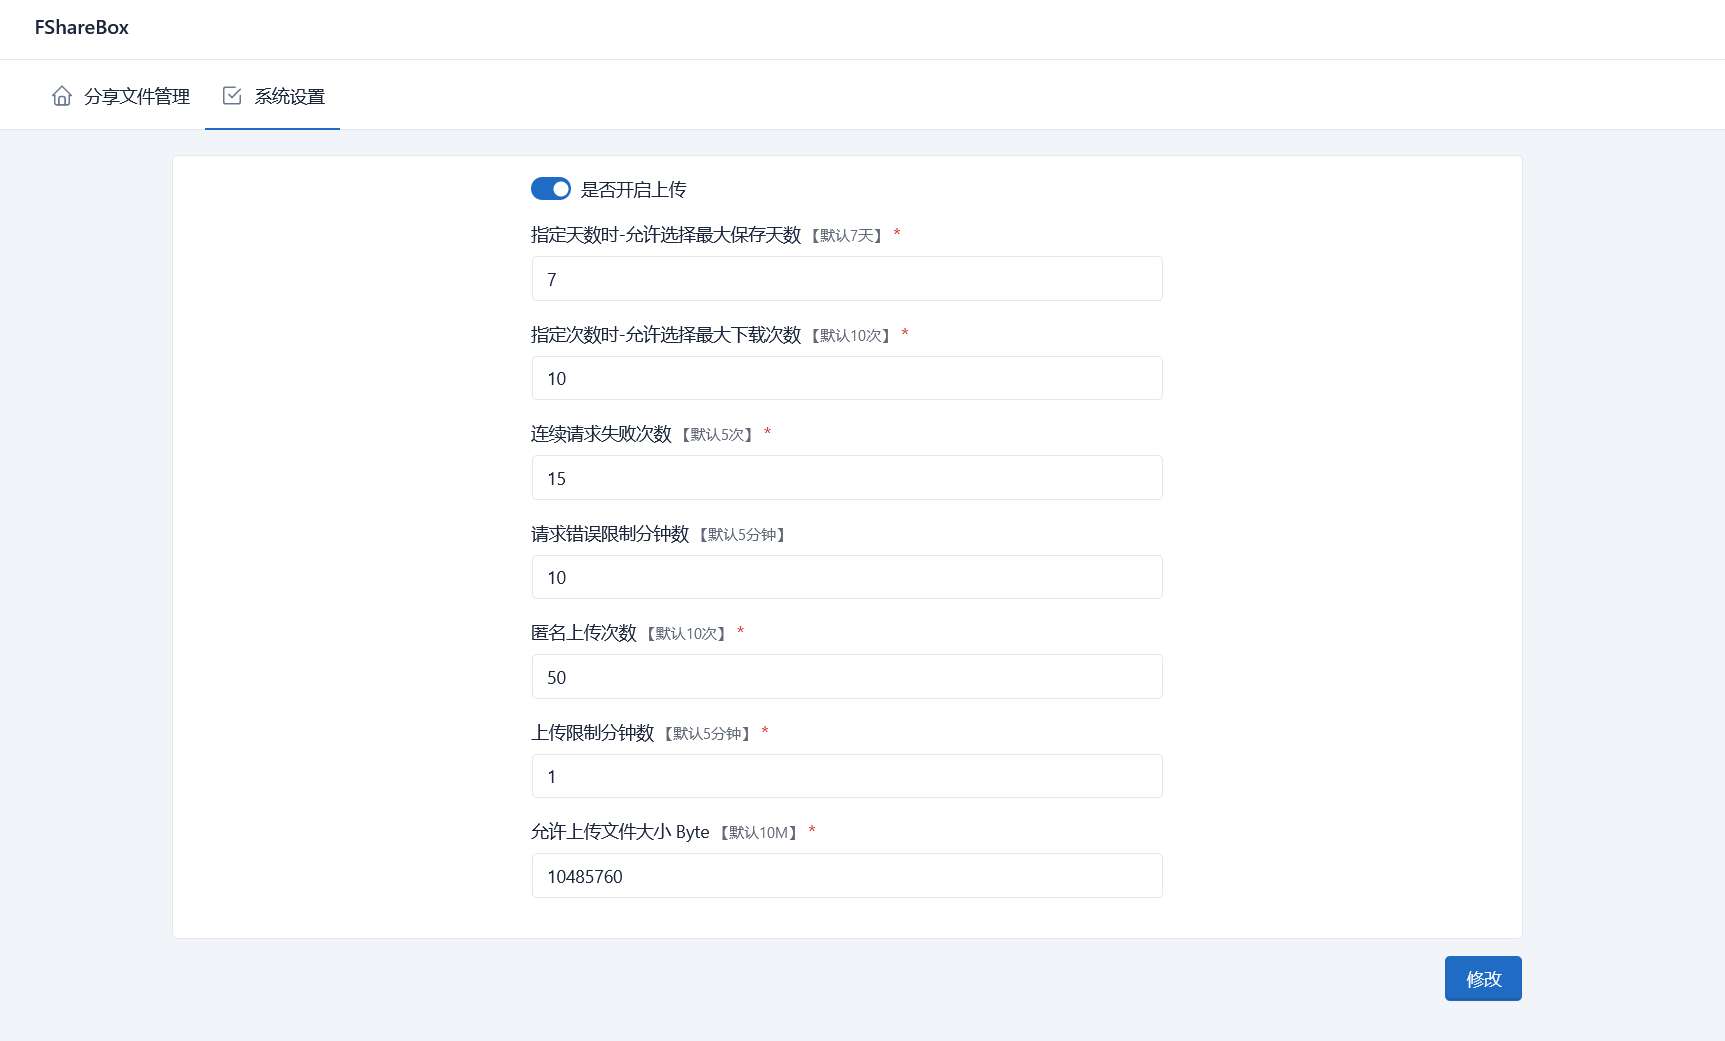 FShareBox
分享文件管理 系统设置
是否开启上传
指定天数时-允许选择最大保存天数 【默认7天】 *
7
指定次数时-允许选择最大下载次数 【默认10次】 *
10
连续请求失败次数 【默认5次】 *
15
请求错误限制分钟数 【默认5分钟】
10
匿名上传次数 【默认10次】 *
50
上传限制分钟数 【默认5分钟】 *
1
允许上传文件大小 Byte 【默认10M】 *
10485760
修改